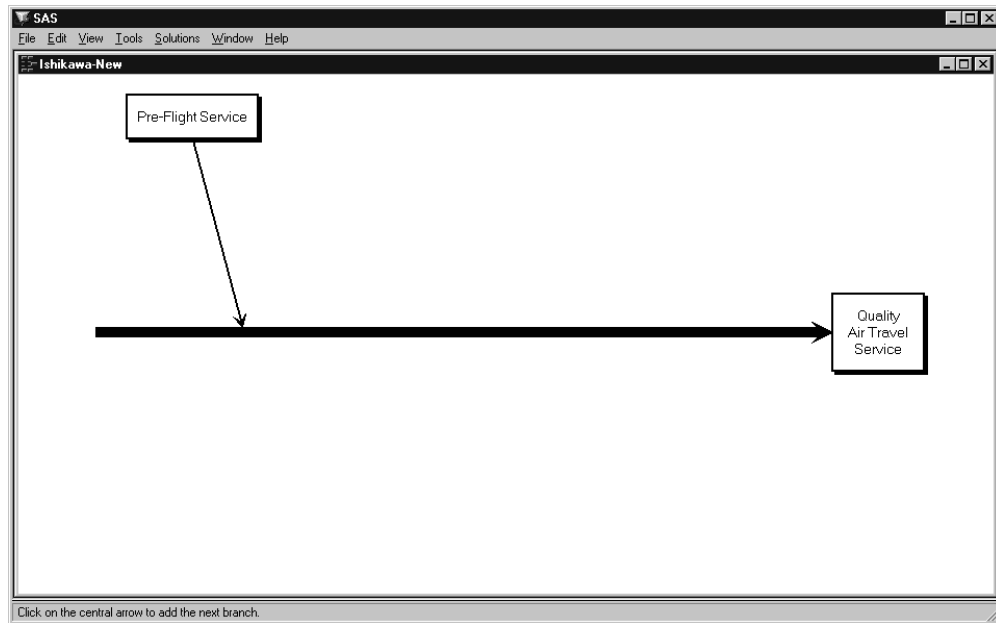 SAS
File Edit View Tools Solutions Window Help
Ishikawa-New
Pre-Flight Service
Quality
Air Travel
Service
Click on the central arrow to add the next branch.